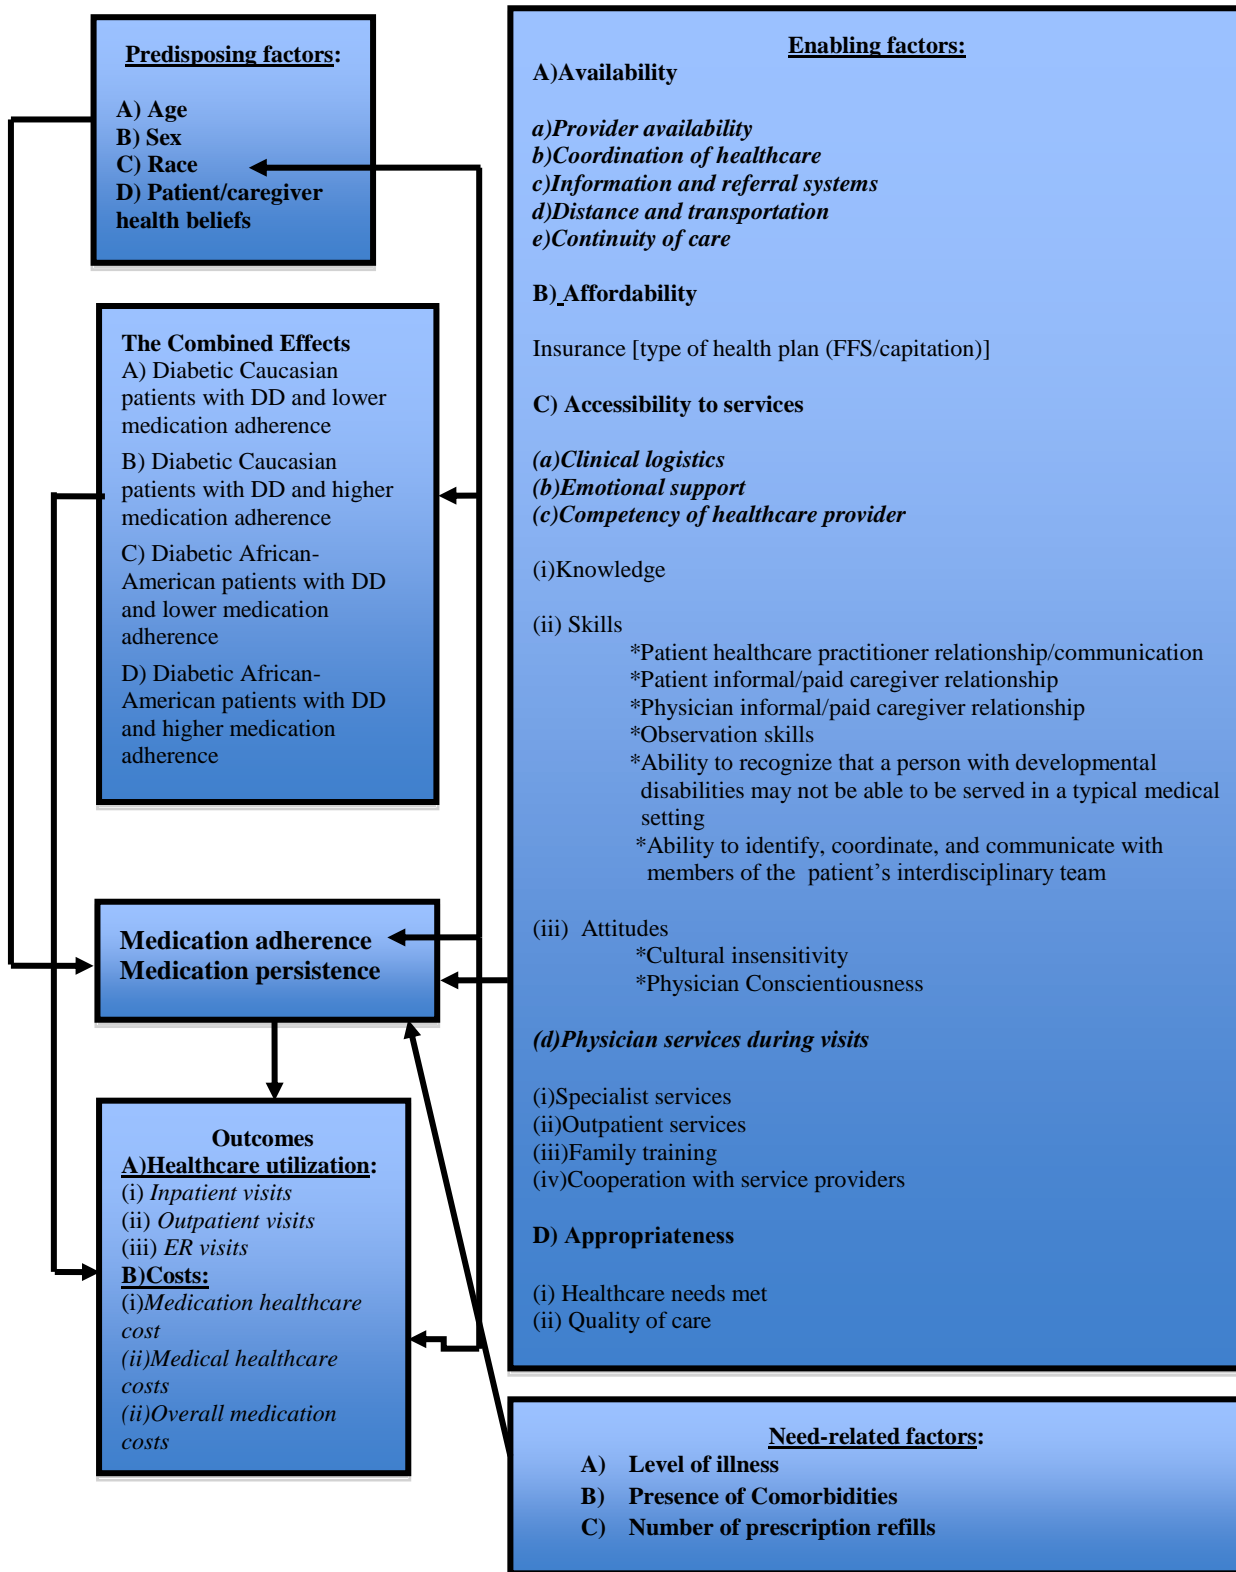 Predisposing factors:
A) Age
B) Sex
C) Race
D) Patient/caregiver
health beliefs
The Combined Effects
A) Diabetic Caucasian
patients with DD and lower
medication adherence
B) Diabetic Caucasian
patients with DD and higher
medication adherence
C) Diabetic African-
American patients with DD
and lower medication
adherence
D) Diabetic African-
American patients with DD
and higher medication
adherence
Medication adherence
Medication persistence
Outcomes
A)Healthcare utilization:
(i) Inpatient visits
(ii) Outpatient visits
(iii) ER visits
B)Costs:
(i)Medication healthcare
cost
(ii)Medical healthcare
costs
(ii)Overall medication
costs
Enabling factors:
A)Availability
a)Provider availability
b)Coordination of healthcare
c)Information and referral systems
d)Distance and transportation
e)Continuity of care
B) Affordability
Insurance [type of health plan (FFS/capitation)]
C) Accessibility to services
(a)Clinical logistics
(b)Emotional support
(c)Competency of healthcare provider
(i)Knowledge
(ii) Skills
*Patient healthcare practitioner relationship/communication
*Patient informal/paid caregiver relationship
*Physician informal/paid caregiver relationship
*Observation skills
*Ability to recognize that a person with developmental
disabilities may not be able to be served in a typical medical
setting
*Ability to identify, coordinate, and communicate with
members of the patient’s interdisciplinary team
(iii) Attitudes
*Cultural insensitivity
*Physician Conscientiousness
(d)Physician services during visits
(i)Specialist services
(ii)Outpatient services
(iii)Family training
(iv)Cooperation with service providers
D) Appropriateness
(i) Healthcare needs met
(ii) Quality of care
Need-related factors:
A) Level of illness
B) Presence of Comorbidities
C) Number of prescription refills